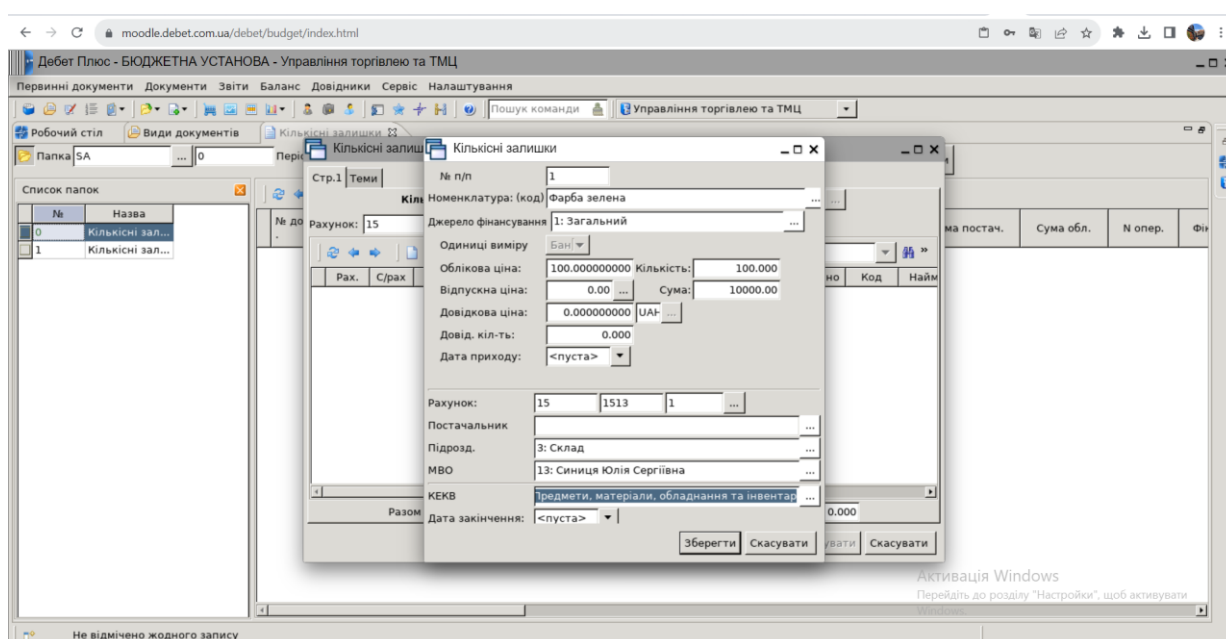 moodle.debet.com.ua/debet/budget/index.html
Дебет Плюс - БЮДЖЕТНА УСТАНОВА - Управління торгівлею та ТМЦ
Первинні документи Документи Звіти Баланс Довідники Сервіс Налаштування
Пошук команди Управління торгівлею та ТМЦ
Робочий стіл Види документів Кількісні залишки
Папка SA ... 0
Кількісні залишки
Список папок
№ Назва
0 Кількісні зал...
1 Кількісні зал...
Стр.1 Теми
Рахунок: 15
Рах. С/рах
№ п/п 1
Номенклатура: (код) Фарба зелена ...
Джерело фінансування 1: Загальний ...
Одиниці виміру Бан
Облікова ціна: 100.000000000 Кількість: 100.000
Відпускна ціна: 0.00 ... Сума: 10000.00
Довідкова ціна: 0.000000000 UAH ...
Довід. кіл-ть: 0.000
Дата приходу: <пуста>
Рахунок: 15 1513 1 ...
Постачальник ...
Підрозд. 3: Склад ...
МВО 13: Синиця Юлія Сергіївна ...
КЕКВ Предмети, матеріали, обладнання та інвентар ...
Дата закінчення: <пуста>
Зберегти Скасувати
Код Найм
Разом 0.000
Скасувати
Сума обл. N опер.
Активація Windows
Перейдіть до розділу "Настройки", щоб активувати
Windows.
Не відмічено жодного запису